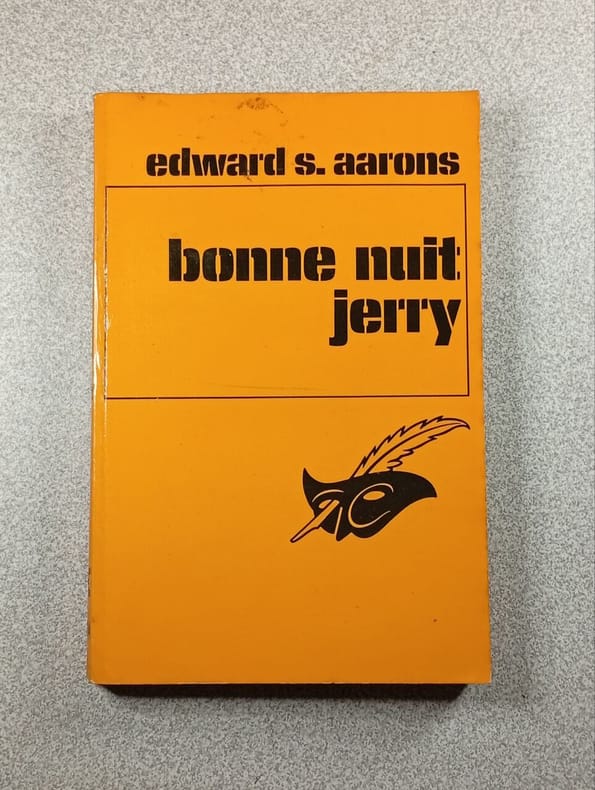 edward s. aarons
bonne nuit
jerry